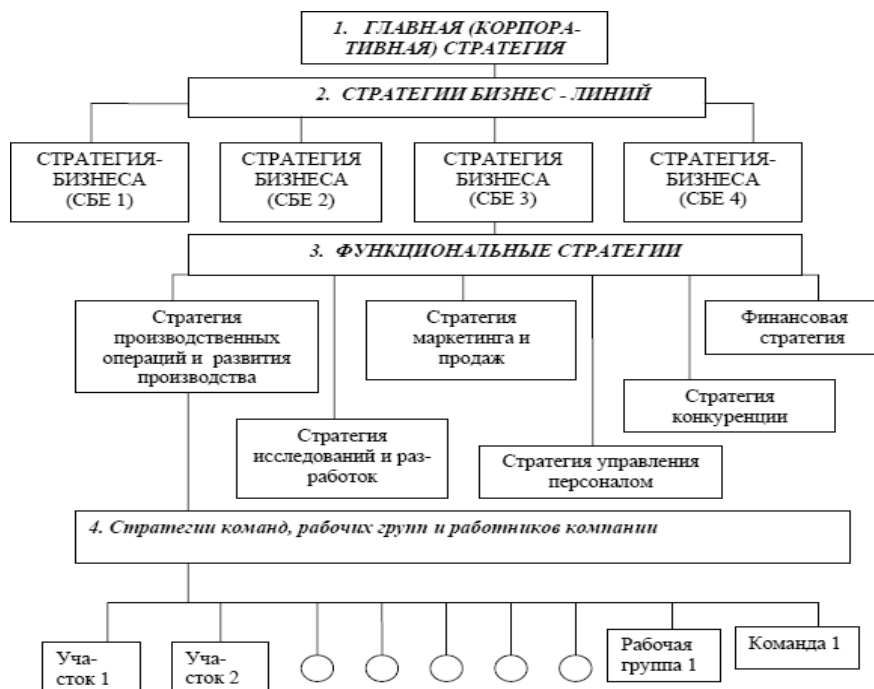 1. ГЛАВНАЯ (КОРПОРА-
ТИВНАЯ) СТРАТЕГИЯ
2. СТРАТЕГИИ БИЗНЕС - ЛИНИЙ
СТРАТЕГИЯ-
БИЗНЕСА
(СБЕ 1)
СТРАТЕГИЯ
БИЗНЕСА
(СБЕ 2)
СТРАТЕГИЯ
БИЗНЕСА
(СБЕ 3)
СТРАТЕГИЯ-
БИЗНЕСА
(СБЕ 4)
3. ФУНКЦИОНАЛЬНЫЕ СТРАТЕГИИ
Стратегия
производственных
операций и развития
производства
Стратегия
маркетинга и
продаж
Финансовая
стратегия
Стратегия
конкуренции
Стратегия
исследований и раз-
работок
Стратегия управления
персоналом
4. Стратегии команд, рабочих групп и работников компании
Уча-
сток 1
Уча-
сток 2
Рабочая
группа 1
Команда 1